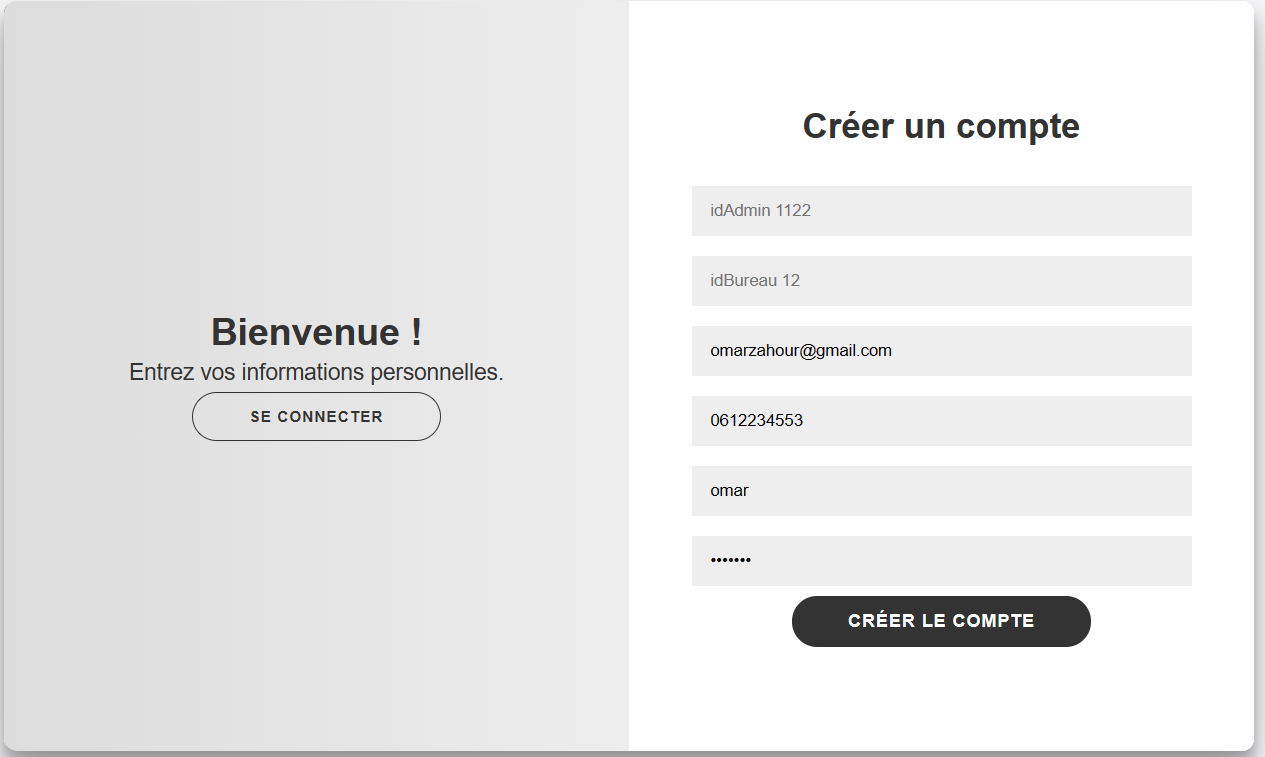 Bienvenue !
Entrez vos informations personnelles.
SE CONNECTER
Créer un compte
idAdmin 1122
idBureau 12
omarzahour@gmail.com
0612234553
omar
•••••••
CRÉER LE COMPTE